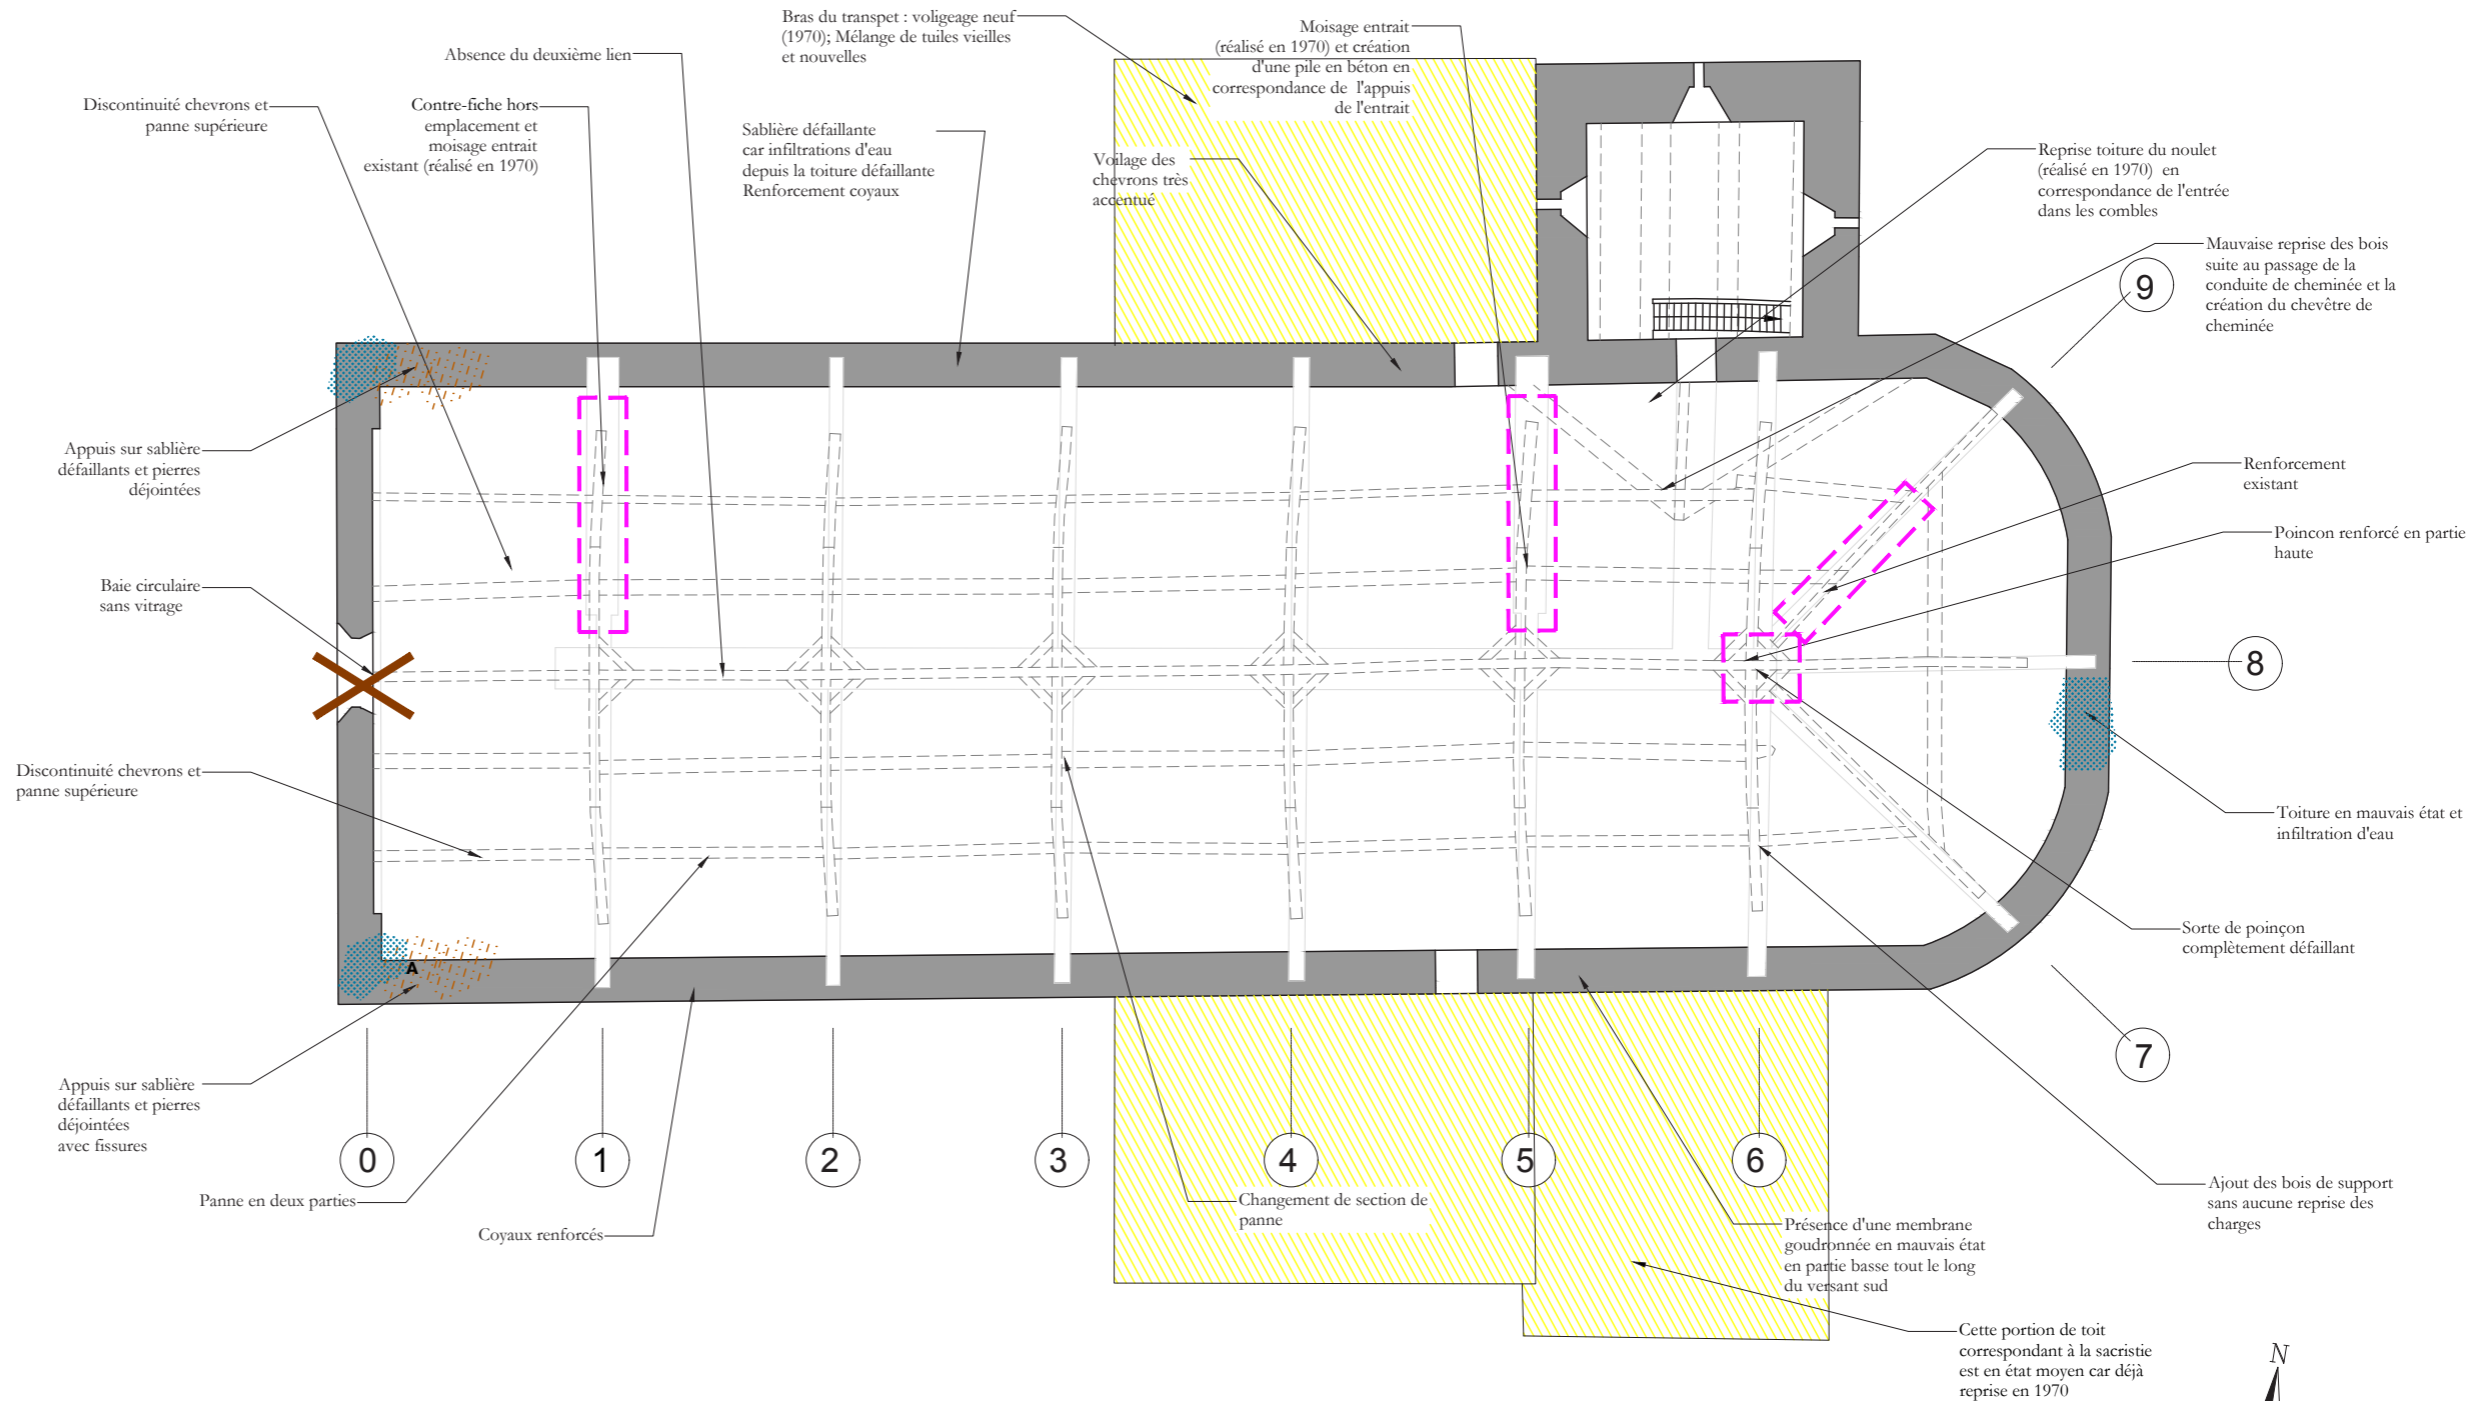 Bras du transpet : voligeage neuf
(1970); Mélange de tuiles vieilles
et nouvelles
Moisage entrait
(réalisé en 1970) et création
d'une pile en béton en
correspondance de l'appuis
de l'entrait
Absence du deuxième lien
Discontinuité chevrons et
panne supérieure
Contre-fiche hors
emplacement et
moisage entrait
existant (réalisé en 1970)
Sablière défaillante
car infiltrations d'eau
depuis la toiture défaillante
Renforcement coyaux
Voilage des
chevrons très
accentué
Reprise toiture du noulet
(réalisé en 1970) en
correspondance de l'entrée
dans les combles
Mauvaise reprise des bois
suite au passage de la
conduite de cheminée et la
création du chevêtre de
cheminée
9
Appuis sur sablière
défaillants et pierres
déjointées
Renforcement
existant
Poincon renforcé en partie
haute
Baie circulaire
sans vitrage
8
Discontinuité chevrons et
panne supérieure
Toiture en mauvais état et
infiltration d'eau
Sorte de poinçon
complètement défaillant
A
7
Appuis sur sablière
défaillants et pierres
déjointées
avec fissures
0
1
2
3
4
5
6
Panne en deux parties
Coyaux renforcés
Changement de section de
panne
Ajout des bois de support
sans aucune reprise des
charges
Présence d'une membrane
goudronnée en mauvais état
en partie basse tout le long
du versant sud
Cette portion de toit
correspondant à la sacristie
est en état moyen car déjà
reprise en 1970
N